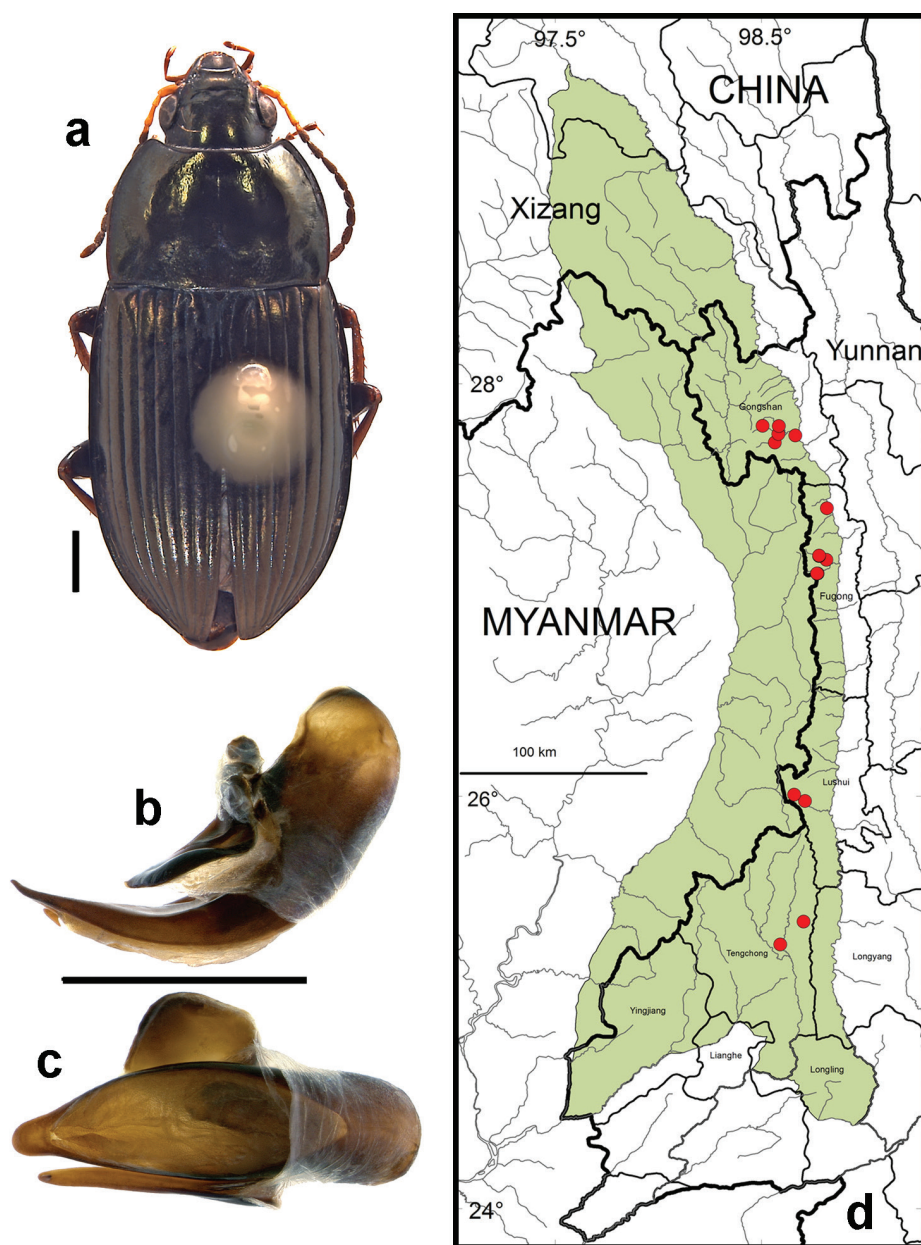 a
b
c
97.5°
98.5°
CHINA
Xizang
Yunnan
28°
Gongshan
Fugong
MYANMAR
100 km
26°
Lushui
Tengchong
Longyang
Yingjiang
Lianghe
Longling
24°
d